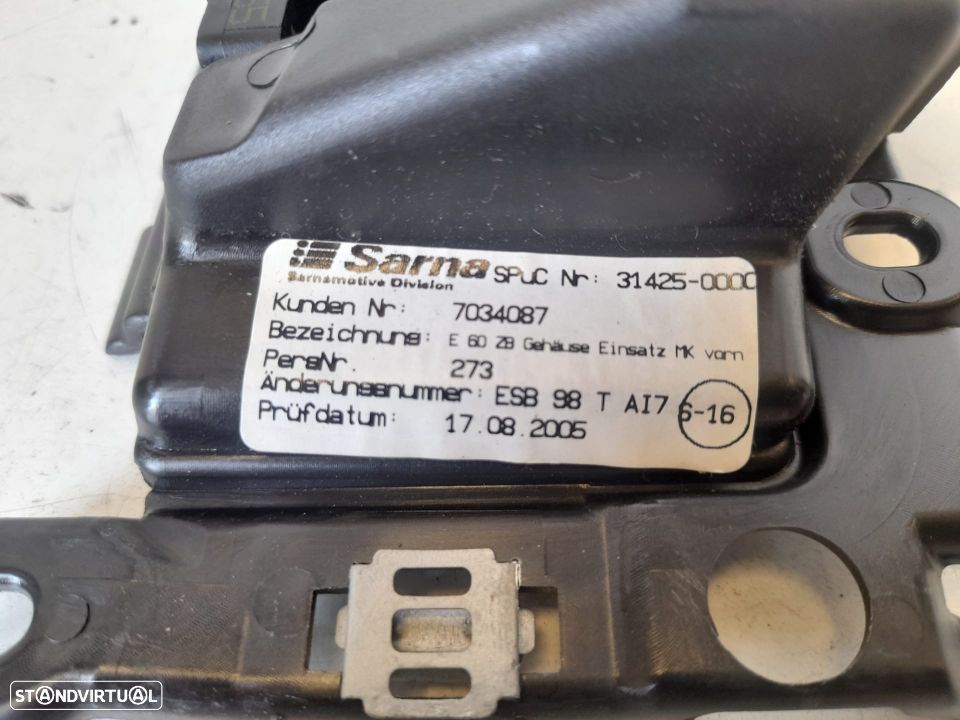 Sarna SPuC Nr: 31425-0000
Sarnamotive Division
Kunden Nr: 7034087
Bezeichnung: E 60 ZB Gehäuse Einsatz MK vorn
PersNr. 273
Änderungsnummer: ESB 98 T AI7 6-16
Prüfdatum: 17.08.2005
STANDVIRTUAL